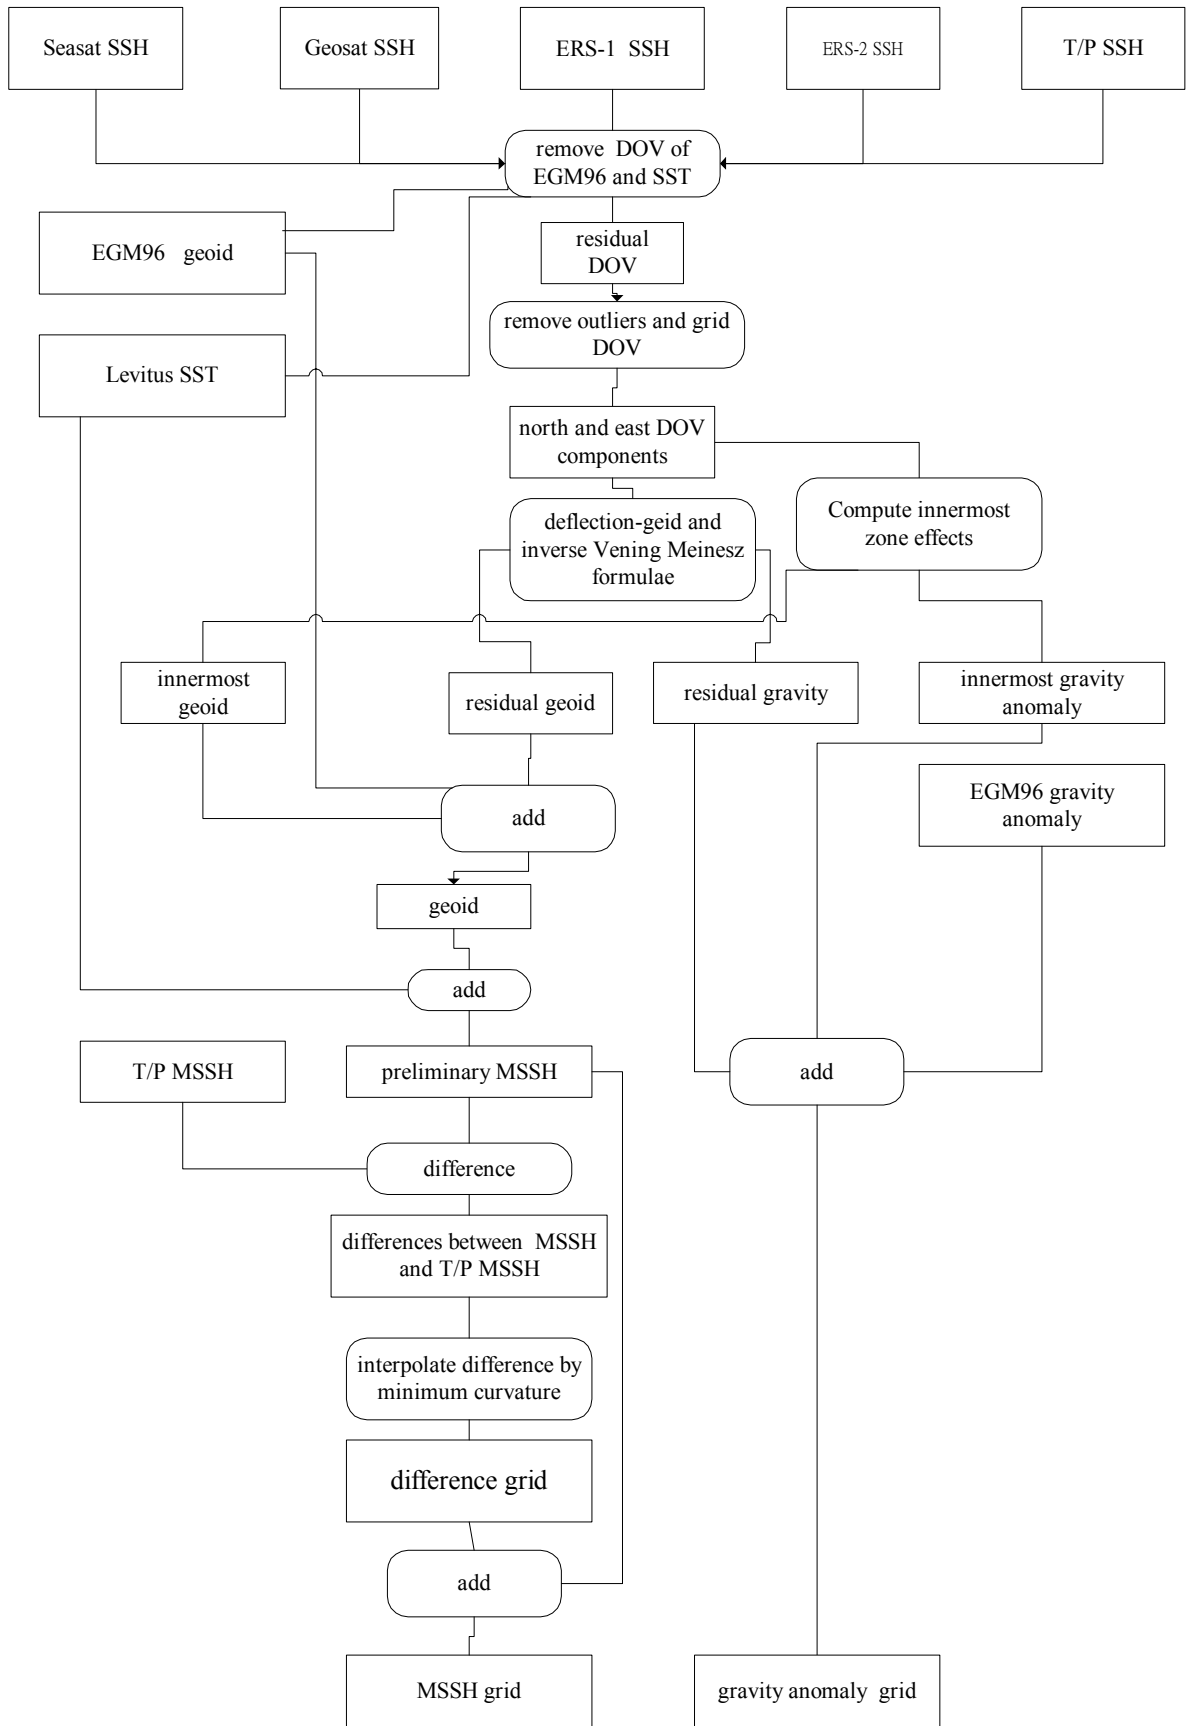 Seasat SSH
Geosat SSH
ERS-1 SSH
ERS-2 SSH
T/P SSH
remove DOV of
EGM96 and SST
EGM96 geoid
residual
DOV
remove outliers and grid
DOV
Levitus SST
north and east DOV
components
deflection-geid and
inverse Vening Meinesz
formulae
Compute innermost
zone effects
innermost
geoid
residual geoid
residual gravity
innermost gravity
anomaly
EGM96 gravity
anomaly
add
geoid
add
T/P MSSH
preliminary MSSH
add
difference
differences between MSSH
and T/P MSSH
interpolate difference by
minimum curvature
difference grid
add
MSSH grid
gravity anomaly grid